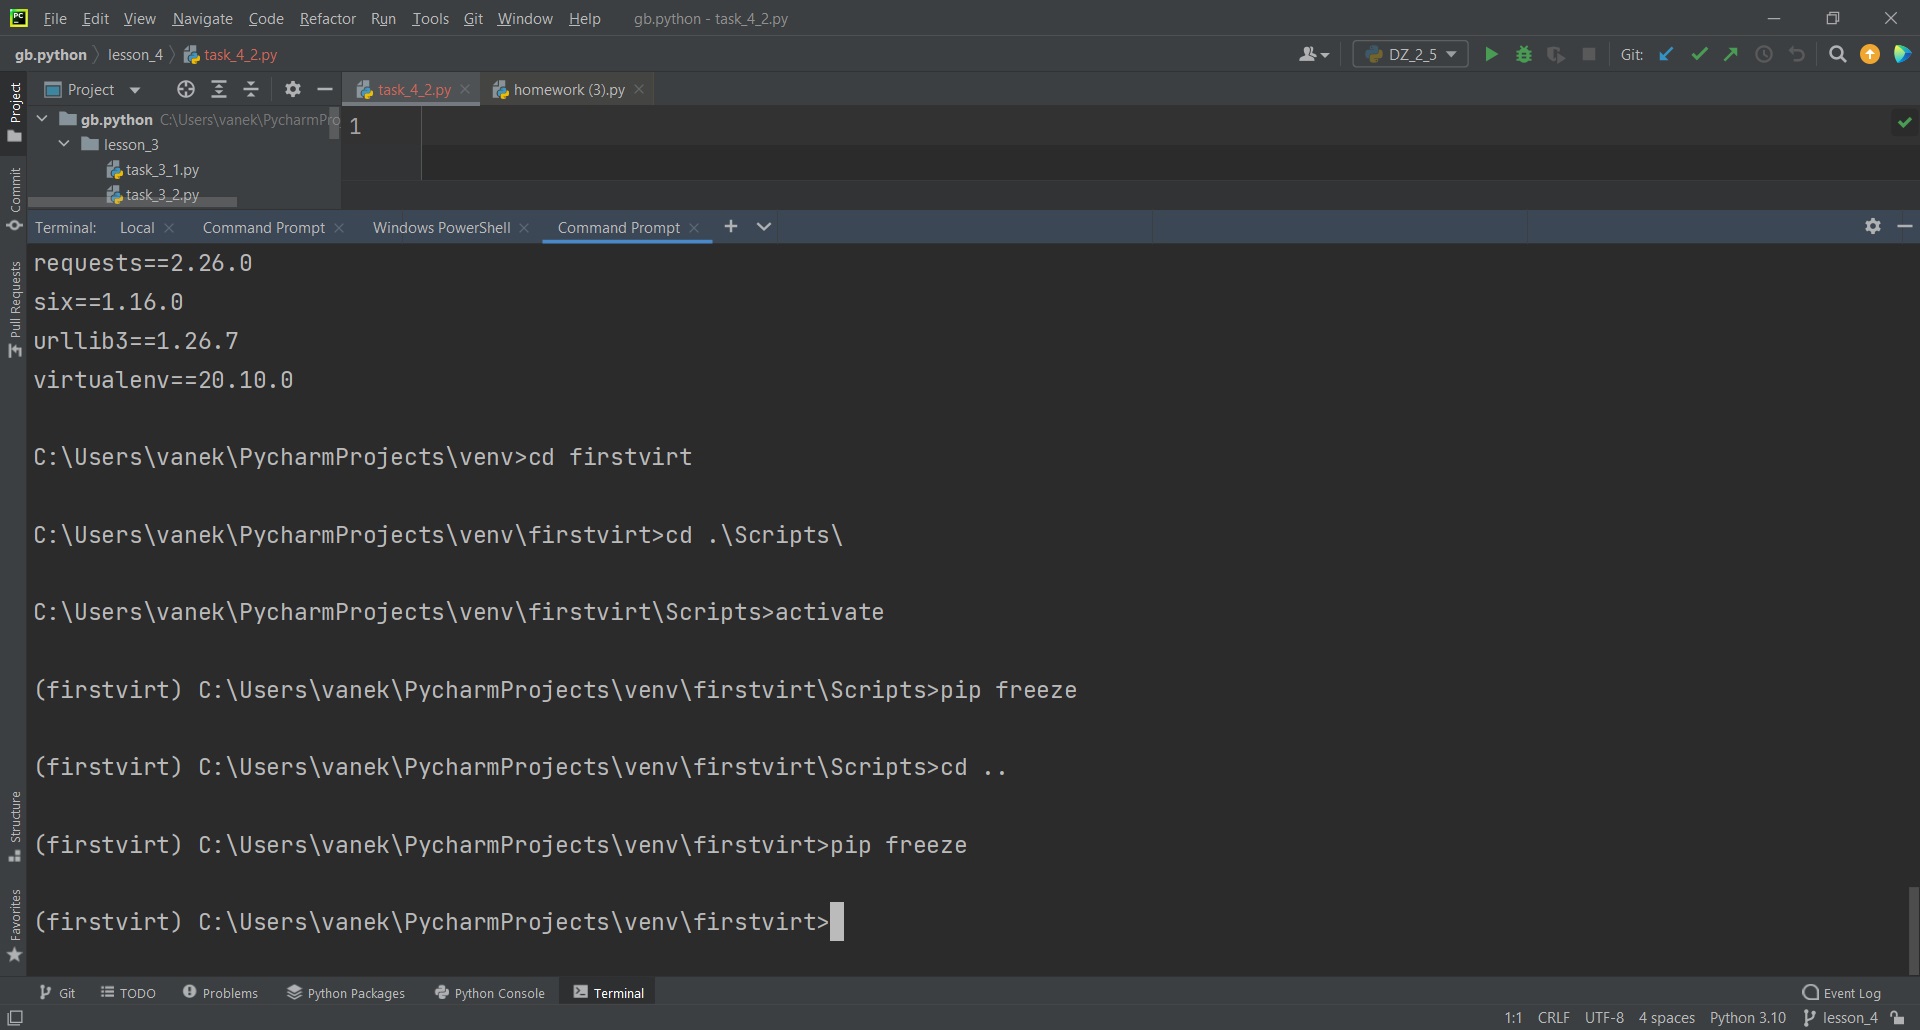 PC File Edit View Navigate Code Refactor Run Tools Git Window Help gb.python - task_4_2.py
gb.python lesson_4 task_4_2.py DZ_2_5 Git:
Project task_4_2.py homework (3).py
gb.python C:\Users\vanek\PycharmPro 1
lesson_3
task_3_1.py
task_3_2.py
Project
Commit
Pull Requests
Structure
Favorites
Terminal: Local Command Prompt Windows PowerShell Command Prompt
requests==2.26.0
six==1.16.0
urllib3==1.26.7
virtualenv==20.10.0
C:\Users\vanek\PycharmProjects\venv>cd firstvirt
C:\Users\vanek\PycharmProjects\venv\firstvirt>cd .\Scripts\
C:\Users\vanek\PycharmProjects\venv\firstvirt\Scripts>activate
(firstvirt) C:\Users\vanek\PycharmProjects\venv\firstvirt\Scripts>pip freeze
(firstvirt) C:\Users\vanek\PycharmProjects\venv\firstvirt\Scripts>cd ..
(firstvirt) C:\Users\vanek\PycharmProjects\venv\firstvirt>pip freeze
(firstvirt) C:\Users\vanek\PycharmProjects\venv\firstvirt>
Git TODO Problems Python Packages Python Console Terminal Event Log
1:1 CRLF UTF-8 4 spaces Python 3.10 lesson_4